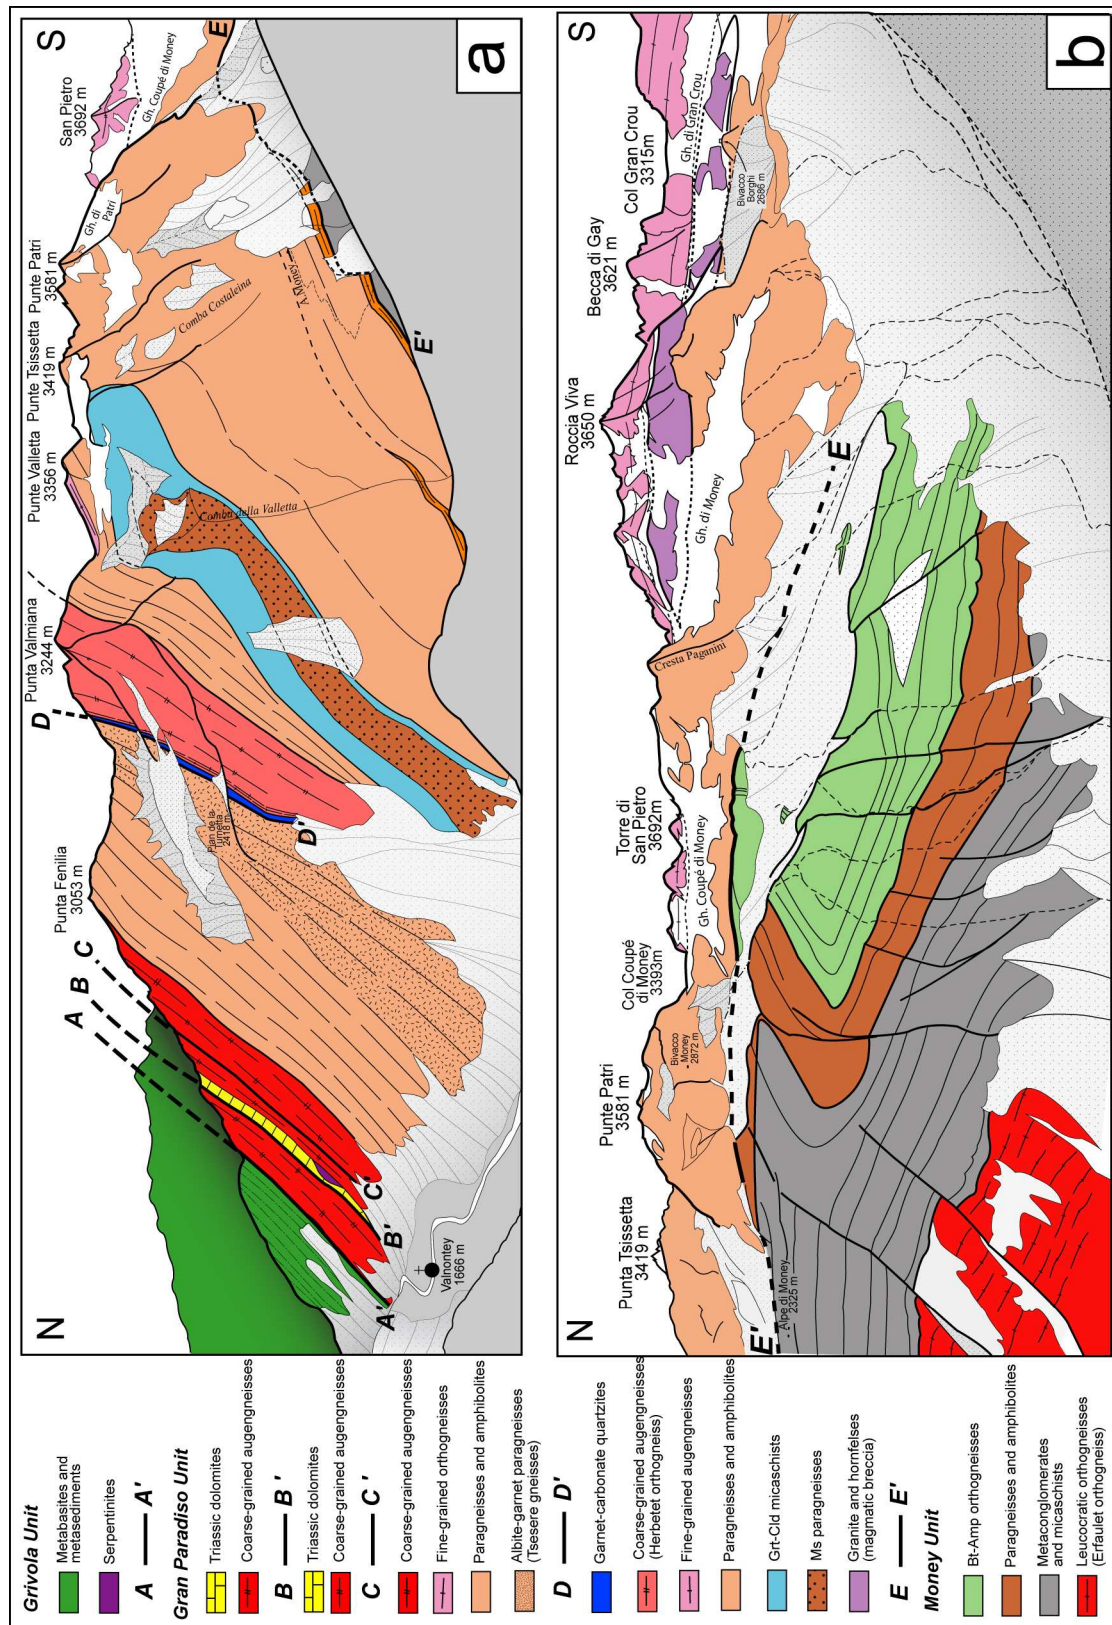 N
S
a
A
B
C
D
Punta Fenilia
3053 m
Punta Valmiana
3244 m
Punte Valletta
3356 m
Punte Tsissetta
3419 m
Punte Patri
3581 m
San Pietro
3692 m
Gh. di
Patri
Gh. Coupé di Money
E
Plan de la
Tumetta
2418 m
Comba della Valletta
Comba Costaleina
A. Money
E'
D'
C'
B'
A'
Valnontey
1666 m
N
S
b
Punta Tsissetta
3419 m
Punte Patri
3581 m
Col Coupé
di Money
3393m
Torre di
San Pietro
3692m
Roccia Viva
3650 m
Becca di Gay
3621 m
Col Gran Crou
3315m
Bivacco
Money
2872 m
Gh. Coupé di Money
Cresta Paganini
Gh. di Money
Gh. di Gran Crou
Bivacco
Borghi
2686 m
E
E'
Alpe di Money
2325 m
Grivola Unit
Metabasites and
metasediments
Serpentinites
A A'
Gran Paradiso Unit
Triassic dolomites
Coarse-grained augengneisses
B B'
Triassic dolomites
Coarse-grained augengneisses
C C'
Coarse-grained augengneisses
Fine-grained orthogneisses
Paragneisses and amphibolites
Albite-garnet paragneisses
(Tsesere gneisses)
D D'
Garnet-carbonate quartzites
Coarse-grained augengneisses
(Herbetet orthogneiss)
Fine-grained augengneisses
Paragneisses and amphibolites
Grt-Cld micaschists
Ms paragneisses
Granite and hornfelses
(magmatic breccia)
E E'
Money Unit
Bt-Amp orthogneisses
Paragneisses and amphibolites
Metaconglomerates
and micaschists
Leucocratic orthogneisses
(Erfaulet orthogneiss)